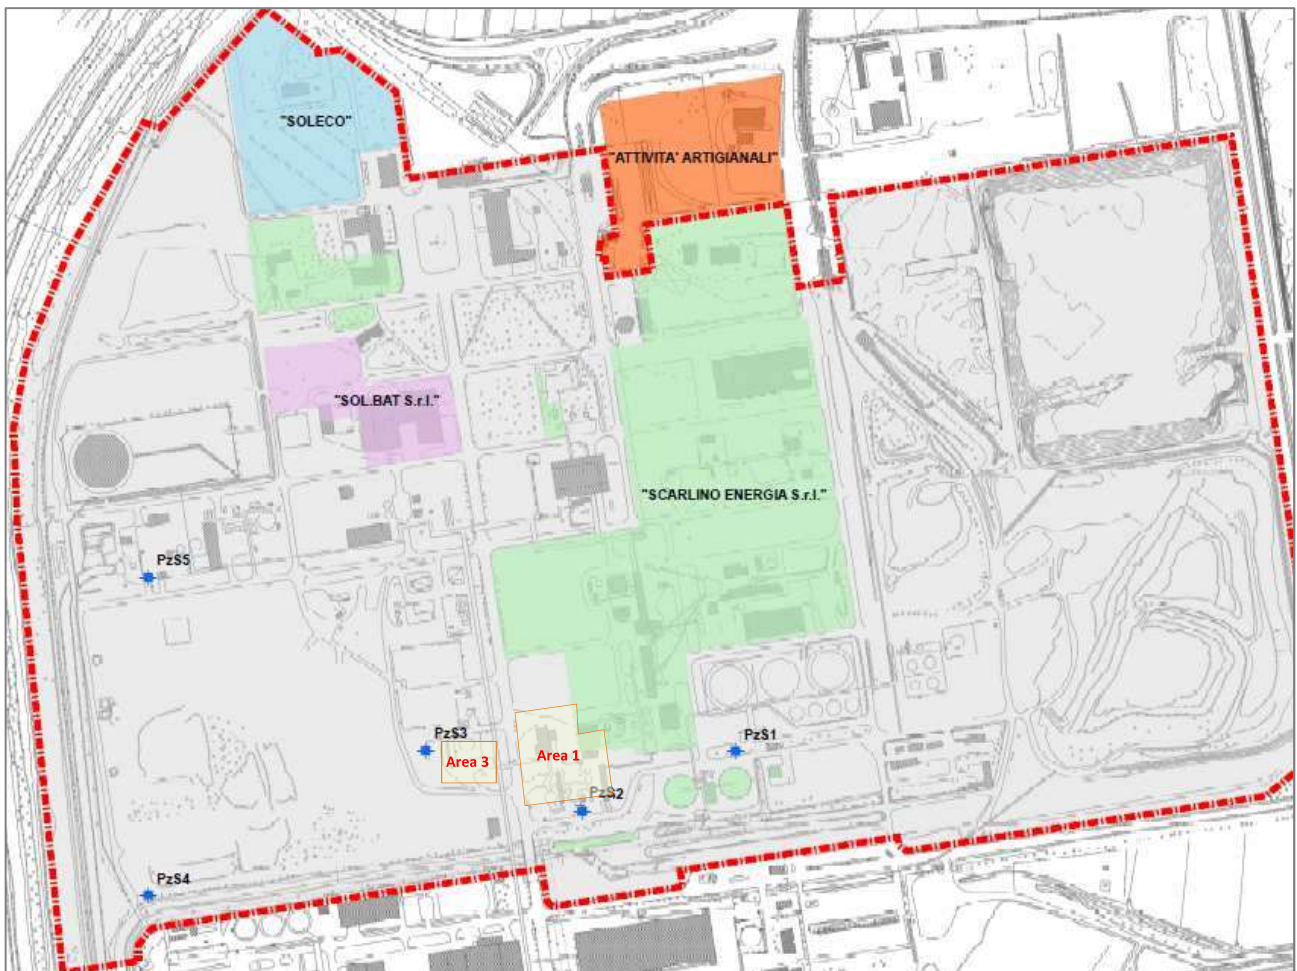 "SOLECO"
"ATTIVITA' ARTIGIANALI"
"SOL.BAT S.r.l."
"SCARLINO ENERGIA S.r.l."
PzS5
PzS3
PzS1
Area 1
Area 3
PzS2
PzS4